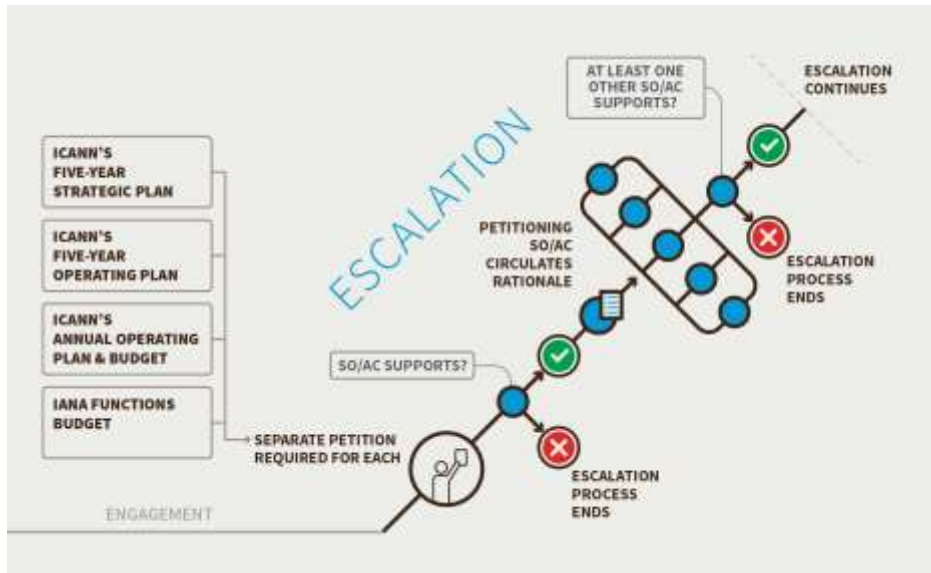 ICANN'S
FIVE-YEAR
STRATEGIC PLAN
ICANN'S
FIVE-YEAR
OPERATING PLAN
ICANN'S
ANNUAL OPERATING
PLAN & BUDGET
IANA FUNCTIONS
BUDGET
SEPARATE PETITION
REQUIRED FOR EACH
ENGAGEMENT
ESCALATION
SO/AC SUPPORTS?
ESCALATION
PROCESS
ENDS
PETITIONING
SO/AC
CIRCULATES
RATIONALE
AT LEAST ONE
OTHER SO/AC
SUPPORTS?
ESCALATION
PROCESS
ENDS
ESCALATION
CONTINUES